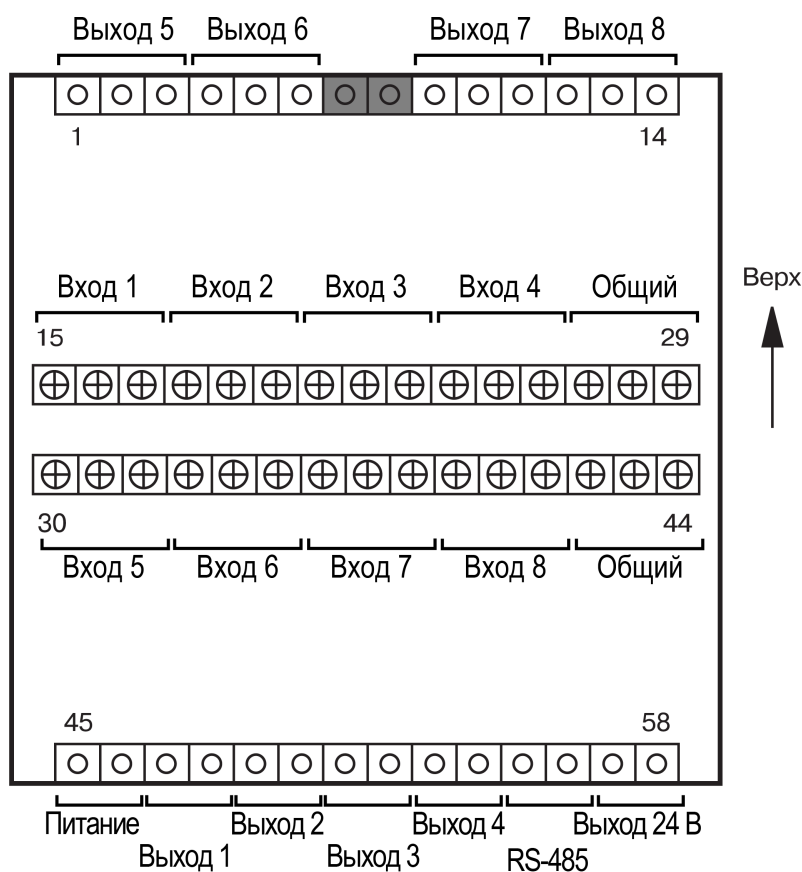 Выход 5 Выход 6 Выход 7 Выход 8
1 14
Вход 1 Вход 2 Вход 3 Вход 4 Общий
Верх
15 29
30 44
Вход 5 Вход 6 Вход 7 Вход 8 Общий
45 58
Питание Выход 2 Выход 4 Выход 24 В
Выход 1 Выход 3 RS-485